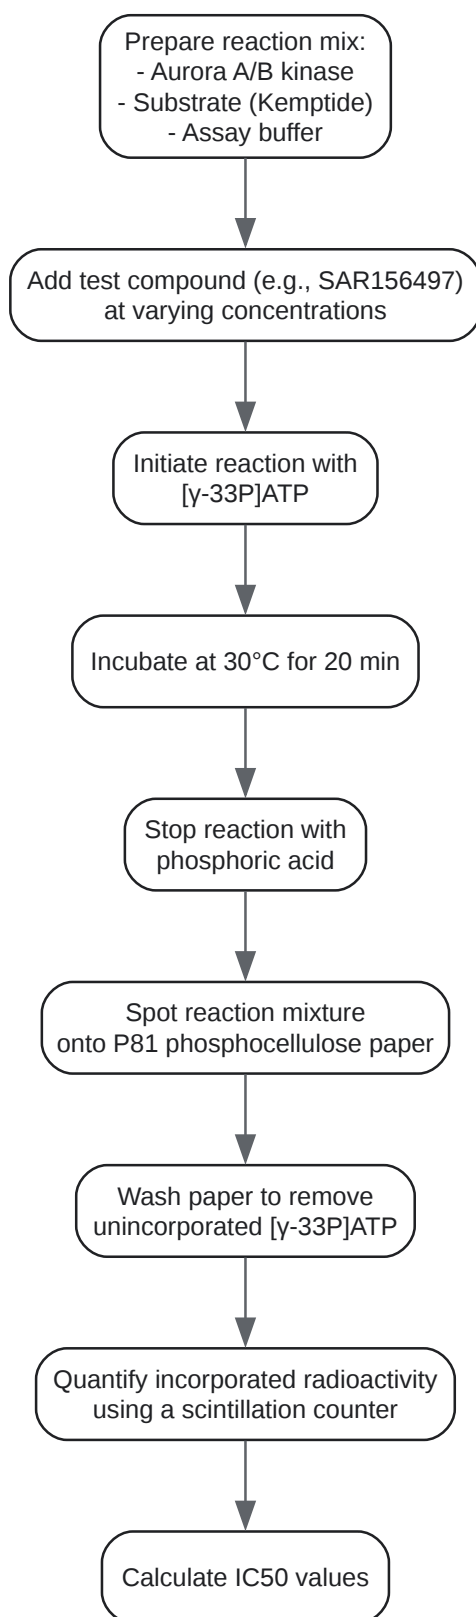 Prepare reaction mix:
- Aurora A/B kinase
- Substrate (Kemptide)
- Assay buffer
Add test compound (e.g., SAR156497)
at varying concentrations
Initiate reaction with
[γ-33P]ATP
Incubate at 30°C for 20 min
Stop reaction with
phosphoric acid
Spot reaction mixture
onto P81 phosphocellulose paper
Wash paper to remove
unincorporated [γ-33P]ATP
Quantify incorporated radioactivity
using a scintillation counter
Calculate IC50 values